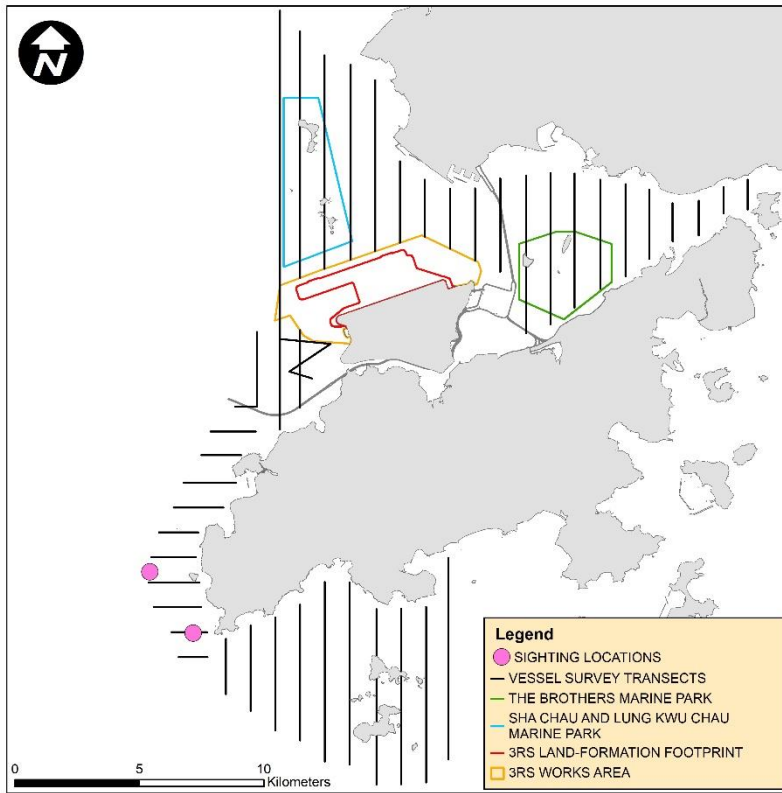 N
Legend
SIGHTING LOCATIONS
VESSEL SURVEY TRANSECTS
THE BROTHERS MARINE PARK
SHA CHAU AND LUNG KWU CHAU
MARINE PARK
3RS LAND-FORMATION FOOTPRINT
3RS WORKS AREA
0 5 10
Kilometers